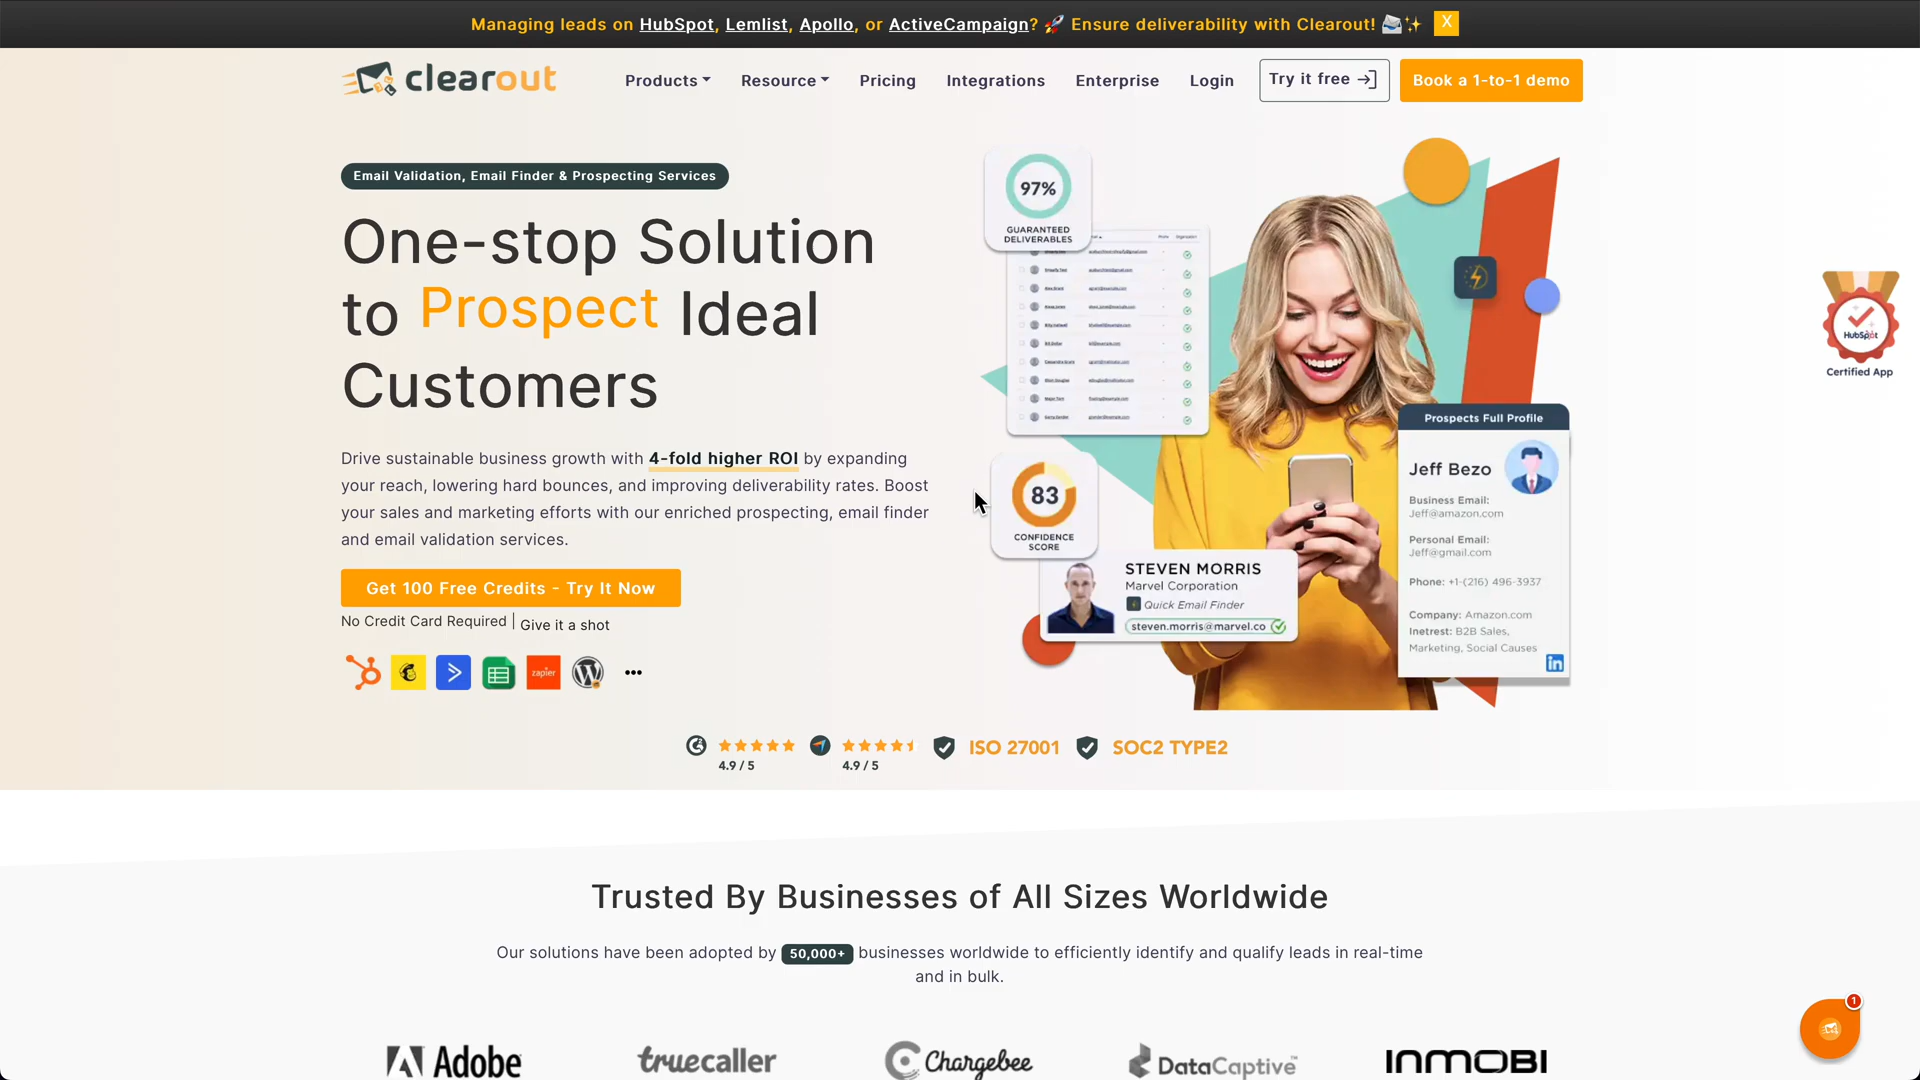 Managing leads on HubSpot, Lemlist, Apollo, or ActiveCampaign? 🚀 Ensure deliverability with Clearout! 📨✨ X
clearout
Products
Resource
Pricing
Integrations
Enterprise
Login
Try it free
Book a 1-to-1 demo
Email Validation, Email Finder & Prospecting Services
One-stop Solution
to Prospect Ideal
Customers
Drive sustainable business growth with 4-fold higher ROI by expanding
your reach, lowering hard bounces, and improving deliverability rates. Boost
your sales and marketing efforts with our enriched prospecting, email finder
and email validation services.
Get 100 Free Credits - Try It Now
No Credit Card Required | Give it a shot
zapier
•••
97%
GUARANTEED
DELIVERABLES
83
CONFIDENCE
SCORE
STEVEN MORRIS
Marvel Corporation
Quick Email Finder
steven.morris@marvel.co
Prospects Full Profile
Jeff Bezo
Business Email:
Jeff@amazon.com
Personal Email:
Jeff@gmail.com
Phone: +1-(216) 496-3937
Company: Amazon.com
Inetrest: B2B Sales,
Marketing, Social Causes
in
HubSpot
Certified App
4.9 / 5
4.9 / 5
ISO 27001
SOC2 TYPE2
Trusted By Businesses of All Sizes Worldwide
Our solutions have been adopted by 50,000+ businesses worldwide to efficiently identify and qualify leads in real-time
and in bulk.
Adobe
truecaller
Chargebee
DataCaptive
INMOBI
1